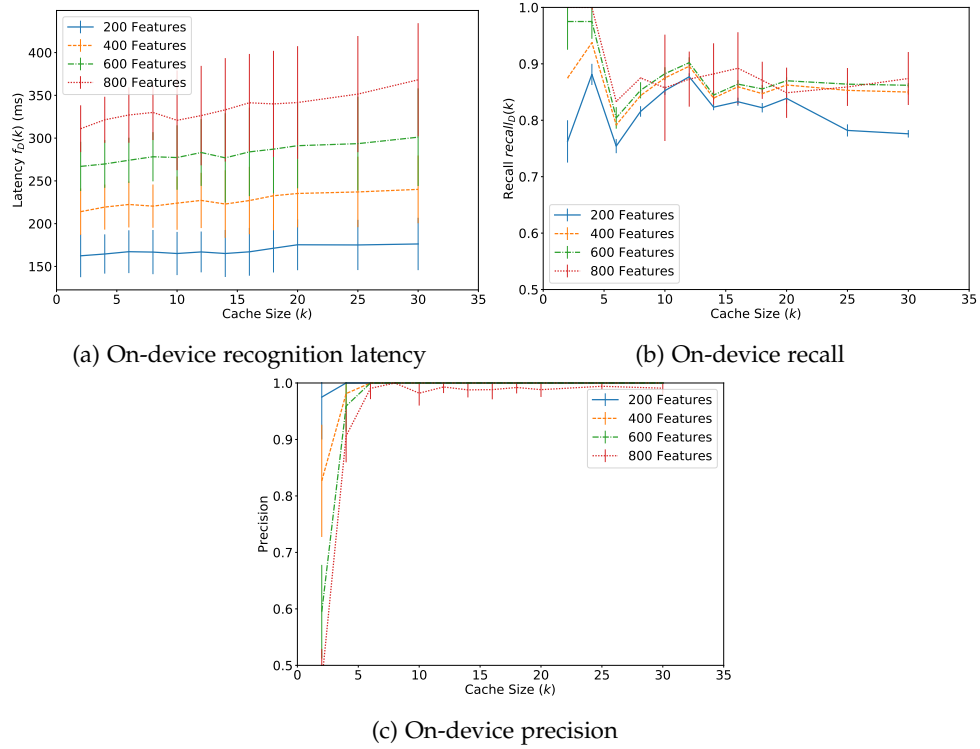 200 Features
400 Features
600 Features
800 Features
400
350
300
250
200
150
Latency f_D(k) (ms)
0 5 10 15 20 25 30 35
Cache Size (k)
(a) On-device recognition latency
1.0
0.9
0.8
0.7
0.6
0.5
Recall recall_D(k)
200 Features
400 Features
600 Features
800 Features
0 5 10 15 20 25 30 35
Cache Size (k)
(b) On-device recall
1.0
0.9
0.8
0.7
0.6
0.5
Precision
200 Features
400 Features
600 Features
800 Features
0 5 10 15 20 25 30 35
Cache Size (k)
(c) On-device precision